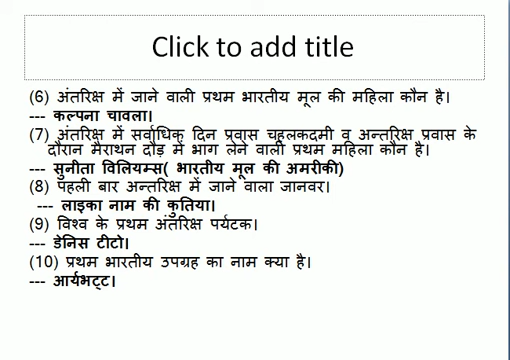 Click to add title
(6) अंतरिक्ष में जाने वाली प्रथम भारतीय मूल की महिला कौन है।
--- कल्पना चावला।
(7) अंतरिक्ष में सर्वाधिक दिन प्रवास चहलकदमी व अन्तरिक्ष प्रवास के
दौरान मैराथन दौड़ में भाग लेने वाली प्रथम महिला कौन है।
--- सुनीता विलियम्स( भारतीय मूल की अमरीकी)
(8) पहली बार अन्तरिक्ष में जाने वाला जानवर।
--- लाइका नाम की कुतिया।
(9) विश्व के प्रथम अंतरिक्ष पर्यटक।
--- डेनिस टीटो।
(10) प्रथम भारतीय उपग्रह का नाम क्या है।
--- आर्यभट्ट।